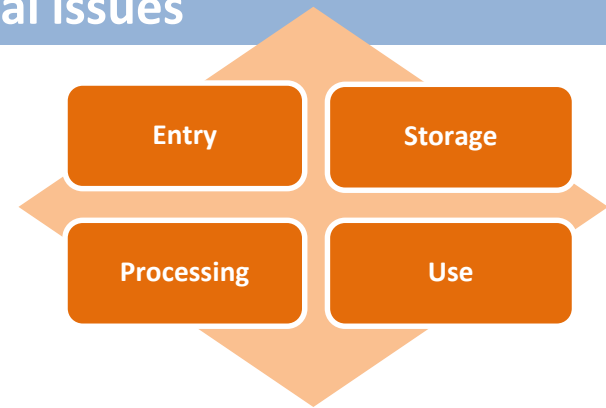 al issues
Entry
Storage
Processing
Use